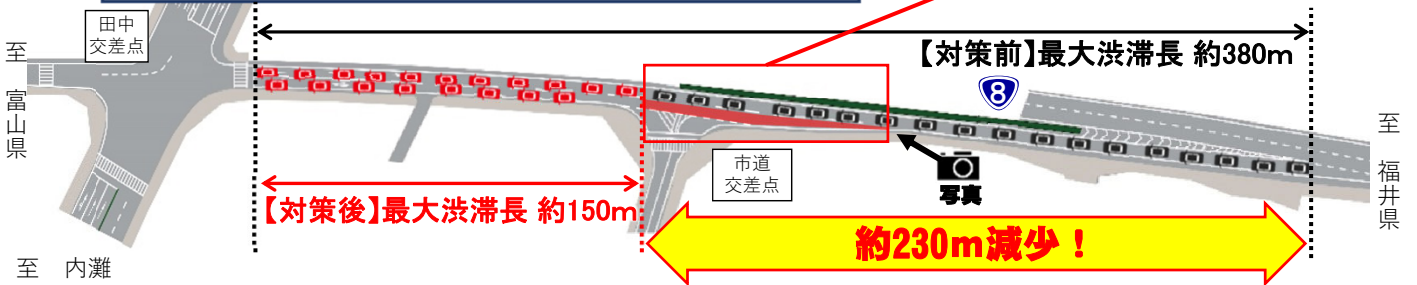 田中
交差点
至 富山県
【対策前】最大渋滞長 約380m
8
至 福井県
市道
交差点
写真
【対策後】最大渋滞長 約150m
約230m減少！
至 内灘